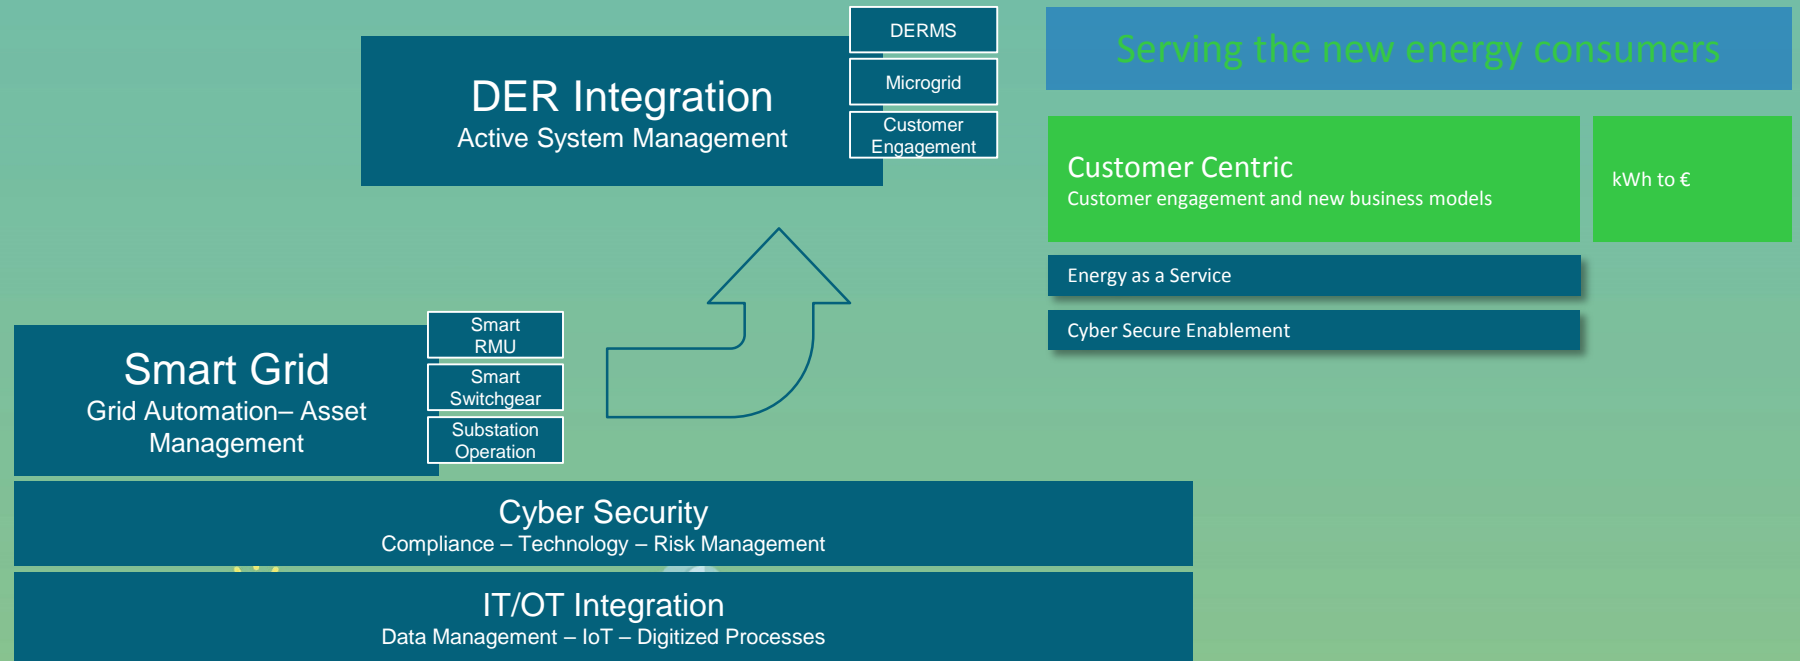 DER Integration
Active System Management
DERMS
Microgrid
Customer
Engagement
Serving the new energy consumers
Customer Centric
Customer engagement and new business models
kWh to €
Energy as a Service
Cyber Secure Enablement
Smart Grid
Grid Automation– Asset
Management
Smart
RMU
Smart
Switchgear
Substation
Operation
Cyber Security
Compliance – Technology – Risk Management
IT/OT Integration
Data Management – IoT – Digitized Processes